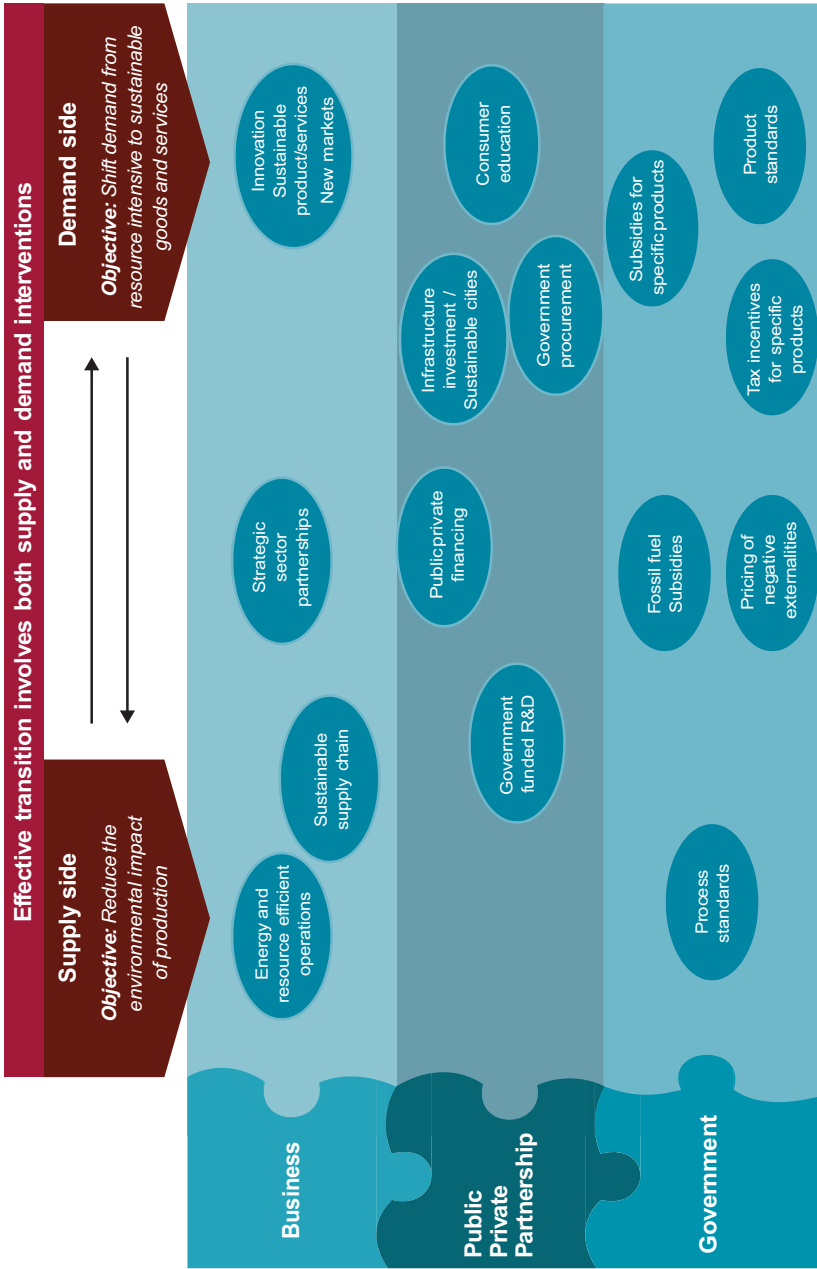 Effective transition involves both supply and demand interventions
Supply side
Objective: Reduce the
environmental impact
of production
Demand side
Objective: Shift demand from
resource intensive to sustainable
goods and services
Business
Energy and
resource efficient
operations
Sustainable
supply chain
Strategic
sector
partnerships
Innovation
Sustainable
product/services
New markets
Public
Private
Partnership
Government
funded R&D
Publicprivate
financing
Infrastructure
investment /
Sustainable cities
Government
procurement
Consumer
education
Government
Process
standards
Fossil fuel
Subsidies
Pricing of
negative
externalities
Subsidies for
specific products
Tax incentives
for specific
products
Product
standards